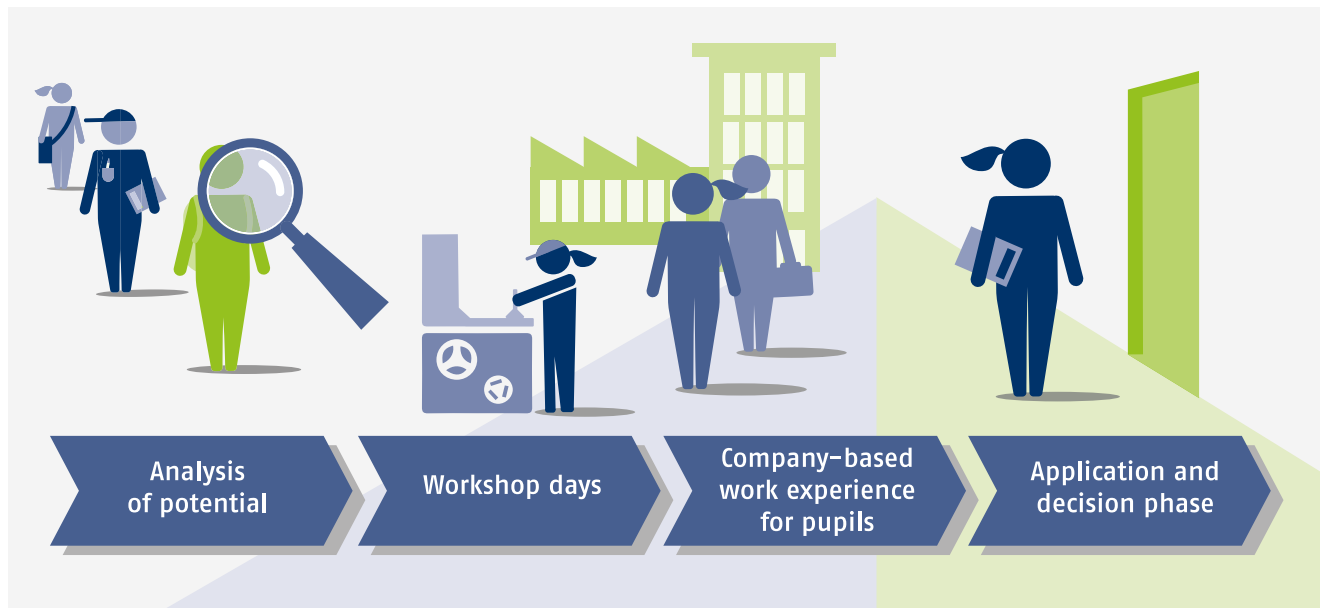 Analysis
of potential
Workshop days
Company-based
work experience
for pupils
Application and
decision phase